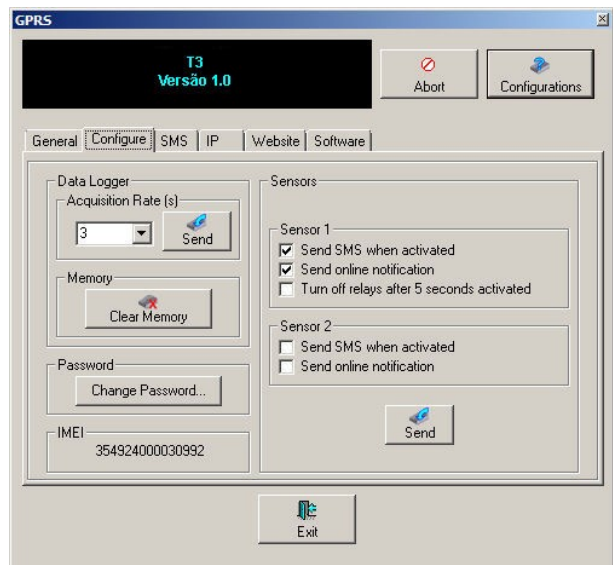 GPRS
T3
Versão 1.0
Abort
Configurations
General
Configure
SMS
IP
Website
Software
Data Logger
Acquisition Rate (s)
3
Send
Memory
Clear Memory
Password
Change Password...
IMEI
354924000030992
Sensors
Sensor 1
Send SMS when activated
Send online notification
Turn off relays after 5 seconds activated
Sensor 2
Send SMS when activated
Send online notification
Send
Exit